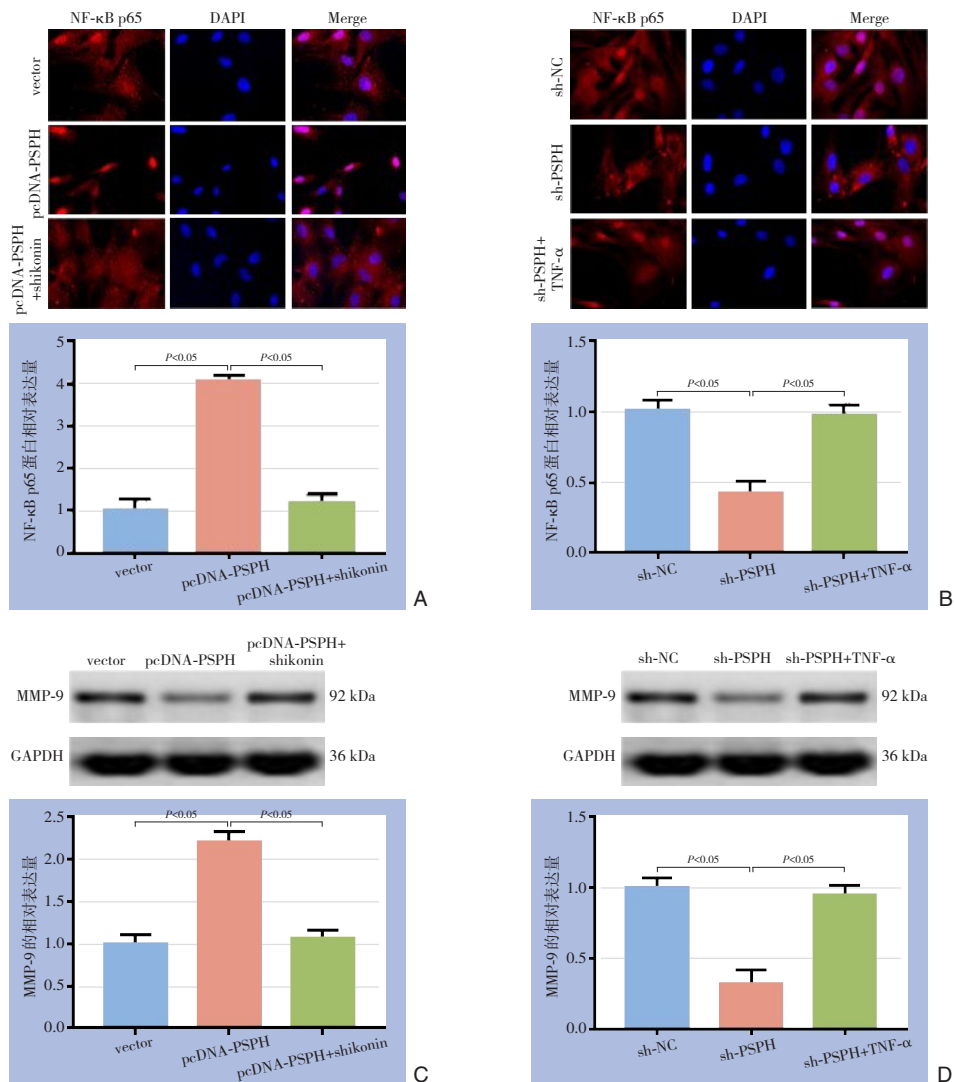 NF-κB p65 DAPI Merge
vector
pcDNA-PSPH
pcDNA-PSPH
+shikonin
NF-κB p65 蛋白相对表达量
5
4
3
2
1
0
P<0.05 P<0.05
vector pcDNA-PSPH pcDNA-PSPH+shikonin
A
NF-κB p65 DAPI Merge
sh-NC
sh-PSPH
sh-PSPH+
TNF-α
NF-κB p65 蛋白相对表达量
1.5
1.0
0.5
0.0
P<0.05 P<0.05
sh-NC sh-PSPH sh-PSPH+TNF-α
B
vector pcDNA-PSPH pcDNA-PSPH+
shikonin
MMP-9 92 kDa
GAPDH 36 kDa
MMP-9 的相对表达量
2.5
2.0
1.5
1.0
0.5
0.0
P<0.05 P<0.05
vector pcDNA-PSPH pcDNA-PSPH+shikonin
C
sh-NC sh-PSPH sh-PSPH+TNF-α
MMP-9 92 kDa
GAPDH 36 kDa
MMP-9 的相对表达量
1.5
1.0
0.5
0.0
P<0.05 P<0.05
sh-NC sh-PSPH sh-PSPH+TNF-α
D